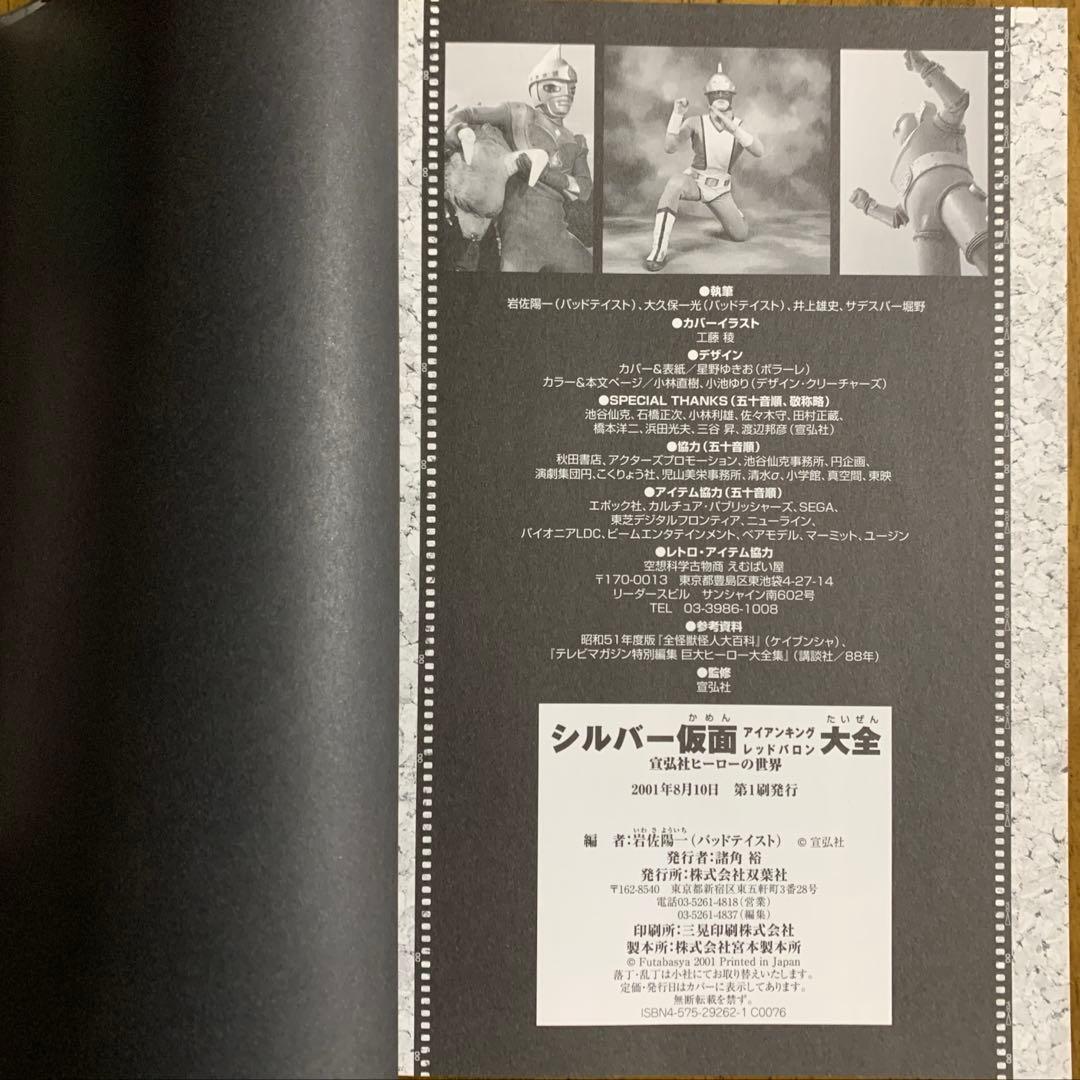 ●執筆
岩佐陽一(バッドテイスト)、大久保一光(バッドテイスト)、井上雄史、サデスパー堀野
●カバーイラスト
工藤 稜
●デザイン
カバー&表紙/星野ゆきお(ボラーレ)
カラー&本文ページ/小林直樹、小池ゆり(デザイン・クリーチャーズ)
●SPECIAL THANKS(五十音順、敬称略)
池谷仙克、石橋正次、小林利雄、佐々木守、田村正蔵、
橋本洋二、浜田光夫、三谷 昇、渡辺邦彦(宣弘社)
●協力(五十音順)
秋田書店、アクターズプロモーション、池谷仙克事務所、円企画、
演劇集団円、こくりょう社、児山美栄事務所、清水σ、小学館、真空間、東映
●アイテム協力(五十音順)
エポック社、カルチュア・パブリッシャーズ、SEGA、
東芝デジタルフロンティア、ニューライン、
パイオニアLDC、ビームエンタテインメント、ベアモデル、マーミット、ユージン
●レトロ・アイテム協力
空想科学古物商 えむぱい屋
〒170-0013 東京都豊島区東池袋4-27-14
リーダースビル サンシャイン南602号
TEL 03-3986-1008
●参考資料
昭和51年度版『全怪獣怪人大百科』(ケイブンシャ)、
『テレビマガジン特別編集 巨大ヒーロー大全集』(講談社/88年)
●監修
宣弘社
かめん たいぜん
シルバー仮面 アイアンキング レッドバロン 大全
宣弘社ヒーローの世界
2001年8月10日 第1刷発行
いわさよういち
編 者:岩佐陽一(バッドテイスト) ©宣弘社
発行者:諸角 裕
発行所:株式会社双葉社
〒162-8540 東京都新宿区東五軒町3番28号
電話03-5261-4818(営業)
03-5261-4837(編集)
印刷所:三晃印刷株式会社
製本所:株式会社宮本製本所
© Futabasya 2001 Printed in Japan
落丁・乱丁は小社にてお取り替えいたします。
定価・発行日はカバーに表示してあります。
無断転載を禁ず。
ISBN4-575-29262-1 C0076